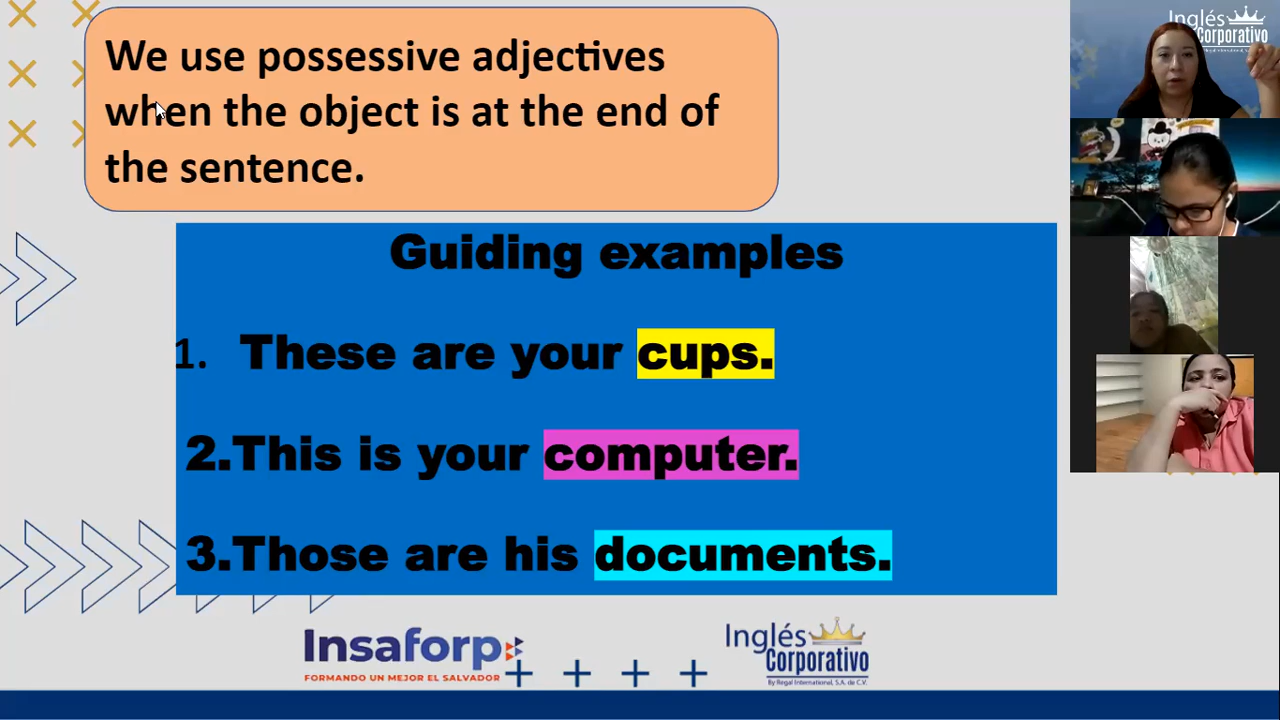 We use possessive adjectives
when the object is at the end of
the sentence.
Guiding examples
1. These are your cups.
2.This is your computer.
3.Those are his documents.
Insaforp
FORMANDO UN MEJOR EL SALVADOR
Inglés
Corporativo
By Regal International, S.A. de C.V.
Inglés
Corporativo